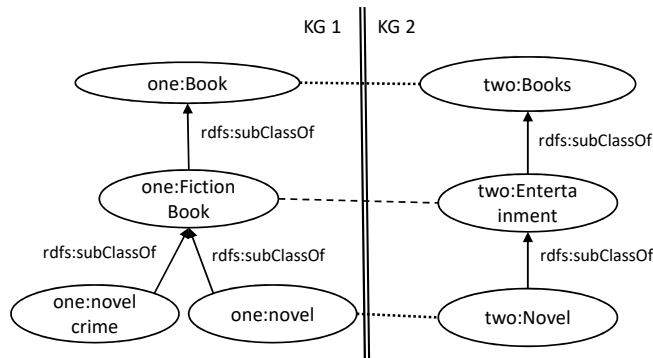 KG 1
KG 2
one:Book
two:Books
rdfs:subClassOf
rdfs:subClassOf
one:Fiction
Book
two:Enterta
inment
rdfs:subClassOf
rdfs:subClassOf
rdfs:subClassOf
one:novel
crime
one:novel
two:Novel